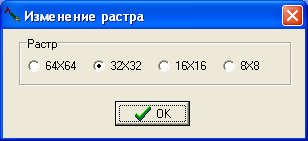 Изменение растра
Растр
64X64 32X32 16X16 8X8
OK